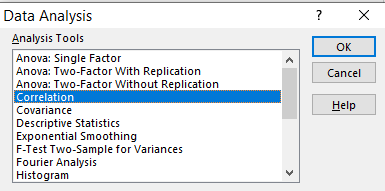 Data Analysis
?
Analysis Tools
Anova: Single Factor
Anova: Two-Factor With Replication
Anova: Two-Factor Without Replication
Correlation
Covariance
Descriptive Statistics
Exponential Smoothing
F-Test Two-Sample for Variances
Fourier Analysis
Histogram
OK
Cancel
Help